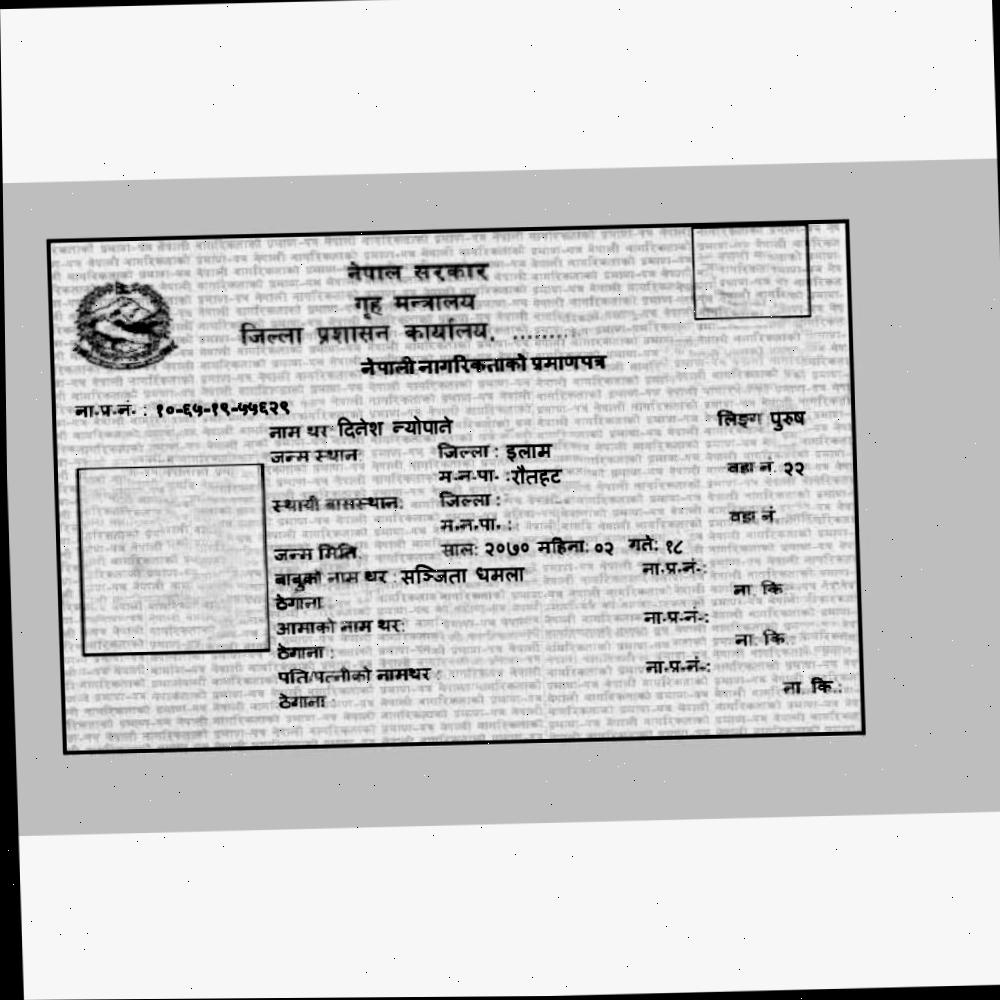 नेपाल सरकार
गृह मन्त्रालय
जिल्ला प्रशासन कार्यालय, ........
नेपाली नागरिकताको प्रमाणपत्र
ना.प्र.नं. : १०-६५-१९-५५६२९
नाम थर: दिनेश न्योपाने लिङ्ग पुरुष
जन्म स्थान: जिल्ला : इलाम
म.न.पा. :रौतहट वडा नं. २२
स्थायी बासस्थान: जिल्ला :
म.न.पा. : वडा नं.
जन्म मिति: साल: २०७० महिना: ०२ गते: १८
बाबुको नाम थर : सञ्जिता धमला ना.प्र.नं.:
ठेगाना : ना. कि.:
आमाको नाम थर: ना.प्र.नं.:
ठेगाना : ना. कि.:
पति/पत्नीको नामथर : ना.प्र.नं.:
ठेगाना : ना. कि.: